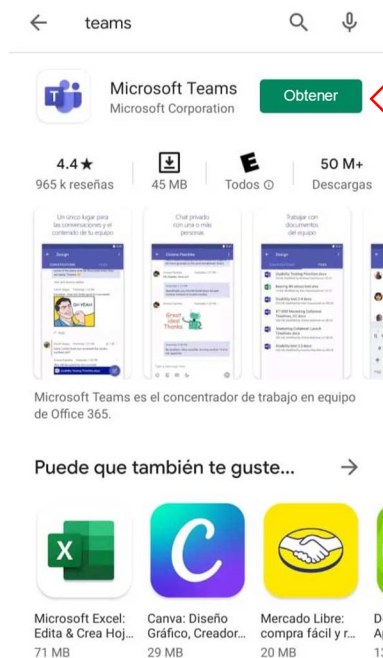 teams
Microsoft Teams
Microsoft Corporation
Obtener
4.4★
965 k reseñas
45 MB
E
Todos
50 M+
Descargas
Un único lugar para
las conversaciones y el
contenido de tu equipo
Chat privado
con una o más
personas
Trabajar con
documentos
del equipo
Great
idea!
Thanks
Microsoft Teams es el concentrador de trabajo en equipo
de Office 365.
Puede que también te guste...
Microsoft Excel:
Edita & Crea Hoj...
71 MB
Canva: Diseño
Gráfico, Creador...
29 MB
Mercado Libre:
compra fácil y r...
20 MB